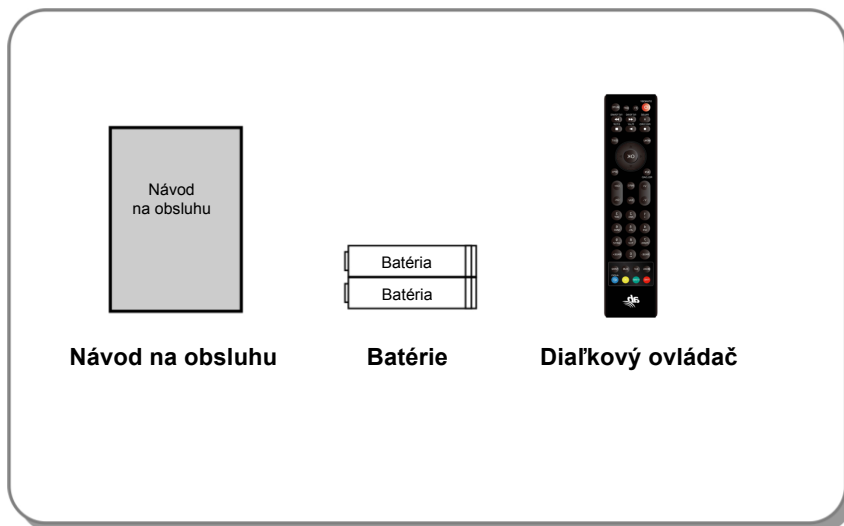 Návod
na obsluhu
Batéria
Batéria
Návod na obsluhu
Batérie
Diaľkový ovládač